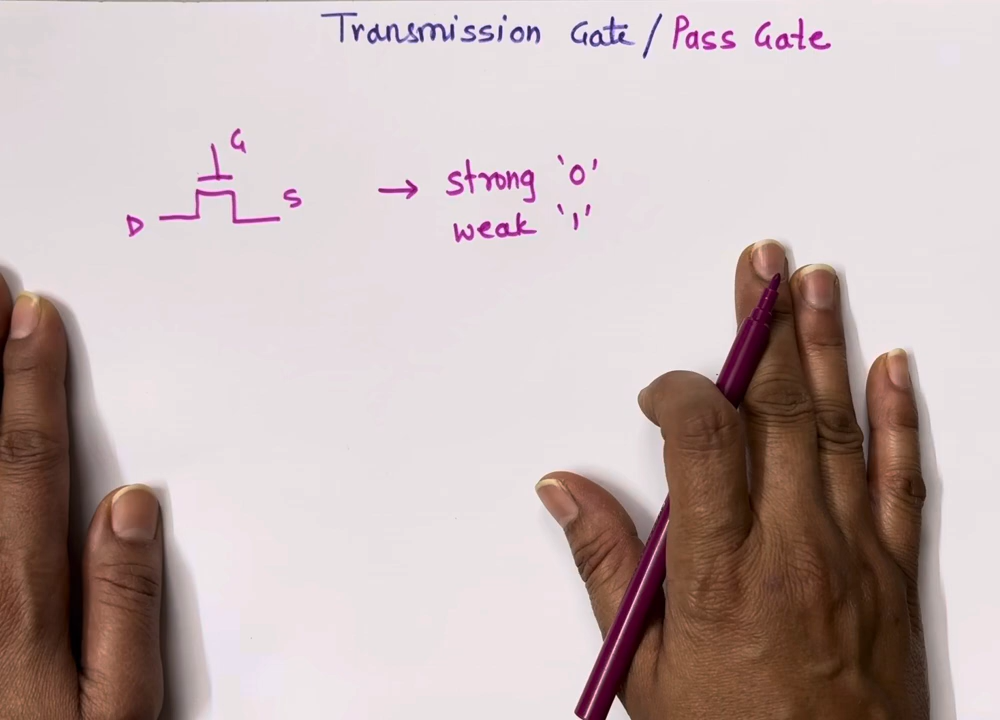 Transmission Gate / Pass Gate
G
D
S
→ strong '0'
weak '1'